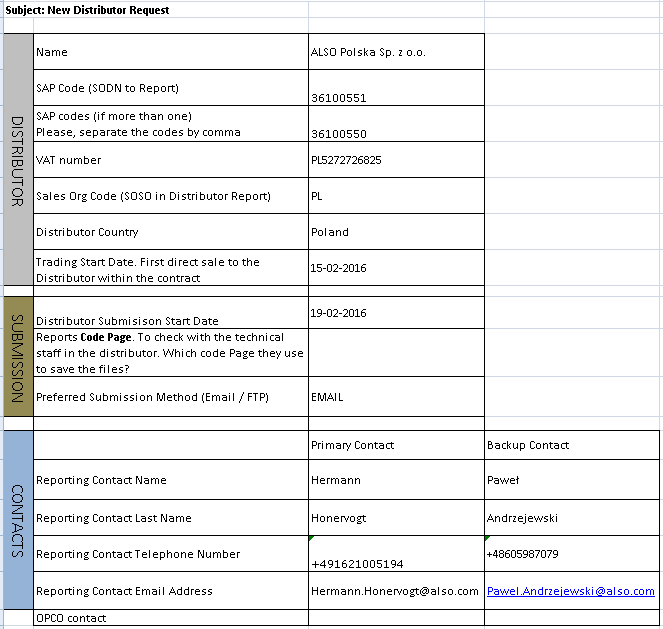 Subject: New Distributor Request
DISTRIBUTOR
Name ALSO Polska Sp. z o.o.
SAP Code (SODN to Report) 36100551
SAP codes (if more than one)
Please, separate the codes by comma 36100550
VAT number PL5272726825
Sales Org Code (SOSO in Distributor Report) PL
Distributor Country Poland
Trading Start Date. First direct sale to the
Distributor within the contract 15-02-2016
SUBMISSION
Distributor Submisison Start Date 19-02-2016
Reports Code Page. To check with the technical
staff in the distributor. Which code Page they use
to save the files?
Preferred Submission Method (Email / FTP) EMAIL
CONTACTS
Primary Contact Backup Contact
Reporting Contact Name Hermann Paweł
Reporting Contact Last Name Honervogt Andrzejewski
Reporting Contact Telephone Number +491621005194 +48605987079
Reporting Contact Email Address Hermann.Honervogt@also.com Pawel.Andrzejewski@also.com
OPCO contact